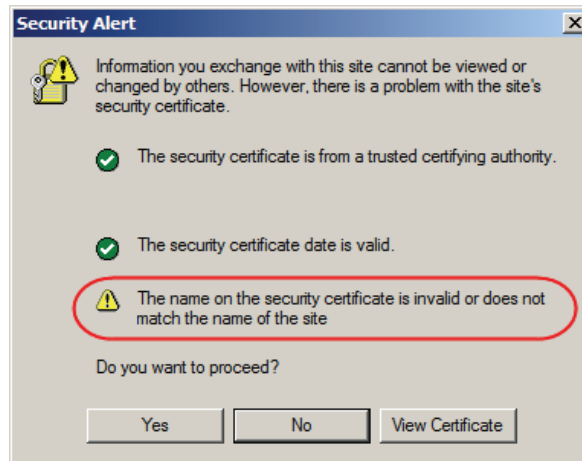 Security Alert
Information you exchange with this site cannot be viewed or
changed by others. However, there is a problem with the site's
security certificate.
The security certificate is from a trusted certifying authority.
The security certificate date is valid.
The name on the security certificate is invalid or does not
match the name of the site
Do you want to proceed?
Yes No View Certificate